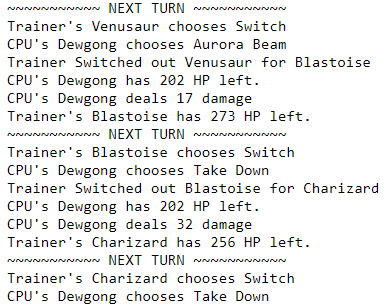 ~~~~~~~~~~~ NEXT TURN ~~~~~~~~~~~
Trainer's Venusaur chooses Switch
CPU's Dewgong chooses Aurora Beam
Trainer Switched out Venusaur for Blastoise
CPU's Dewgong has 202 HP left.
CPU's Dewgong deals 17 damage
Trainer's Blastoise has 273 HP left.
~~~~~~~~~~~ NEXT TURN ~~~~~~~~~~~
Trainer's Blastoise chooses Switch
CPU's Dewgong chooses Take Down
Trainer Switched out Blastoise for Charizard
CPU's Dewgong has 202 HP left.
CPU's Dewgong deals 32 damage
Trainer's Charizard has 256 HP left.
~~~~~~~~~~~ NEXT TURN ~~~~~~~~~~~
Trainer's Charizard chooses Switch
CPU's Dewgong chooses Take Down